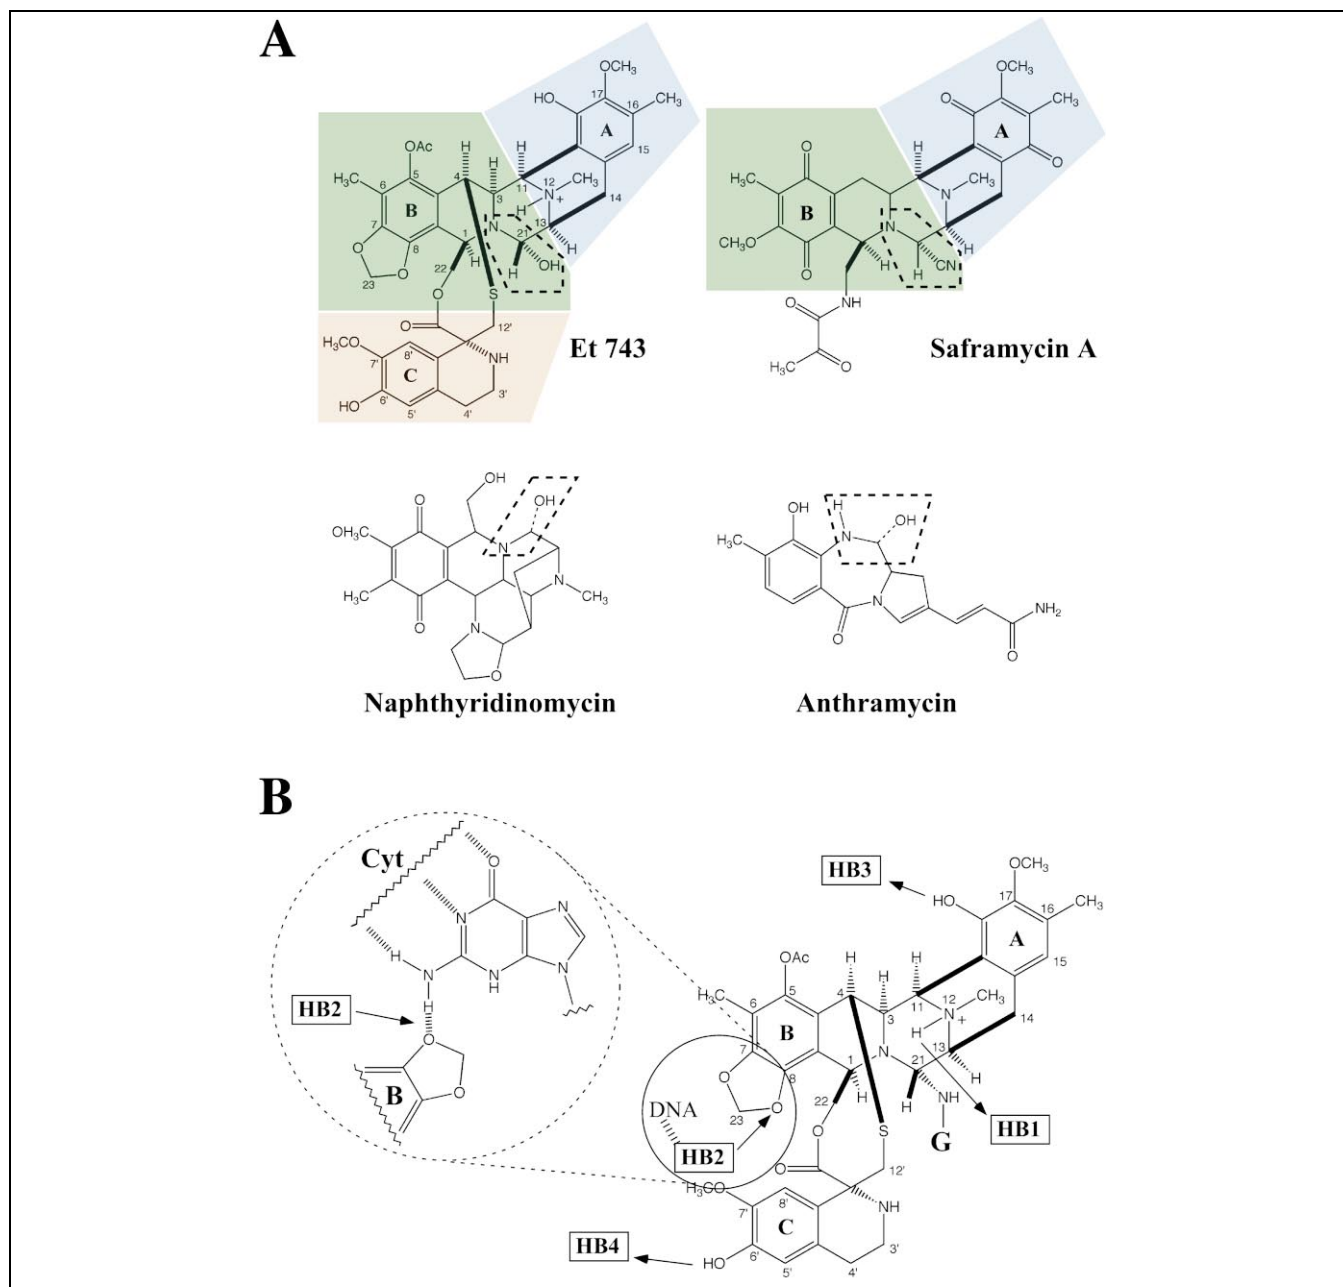 A
OCH₃
HO
17
16
CH₃
A
15
OAc
H
H
H
5
4
H₃C
6
3
11
12
N
CH₃
14
B
H
+
7
8
1
N
13
21
H
O
O
22
H
H
OH
23
O
S
O
12'
H₃CO
8'
NH
7'
C
6'
3'
HO
5'
4'
Et 743
OCH₃
O
CH₃
A
O
O
H
H₃C
N
CH₃
B
N
CH₃O
H
H
H
CN
O
O
NH
H₃C
O
Saframycin A
OH
O
OH
CH₃O
N
H₃C
N
CH₃
O
N
O
Naphthyridinomycin
OH
H
OH
H₃C
N
N
O
NH₂
O
Anthramycin
B
Cyt
O
N
N
H
N
N
N
H
H
HB2
O
B
O
HB3
OCH₃
HO
17
16
CH₃
A
15
OAc
H
H
H
5
4
H₃C
6
3
11
12
N
CH₃
14
B
H
+
7
8
1
N
13
21
H
O
O
22
H
H
NH
23
DNA
HB2
O
S
G
HB1
O
12'
H₃CO
8'
NH
7'
C
6'
3'
HB4
HO
5'
4'